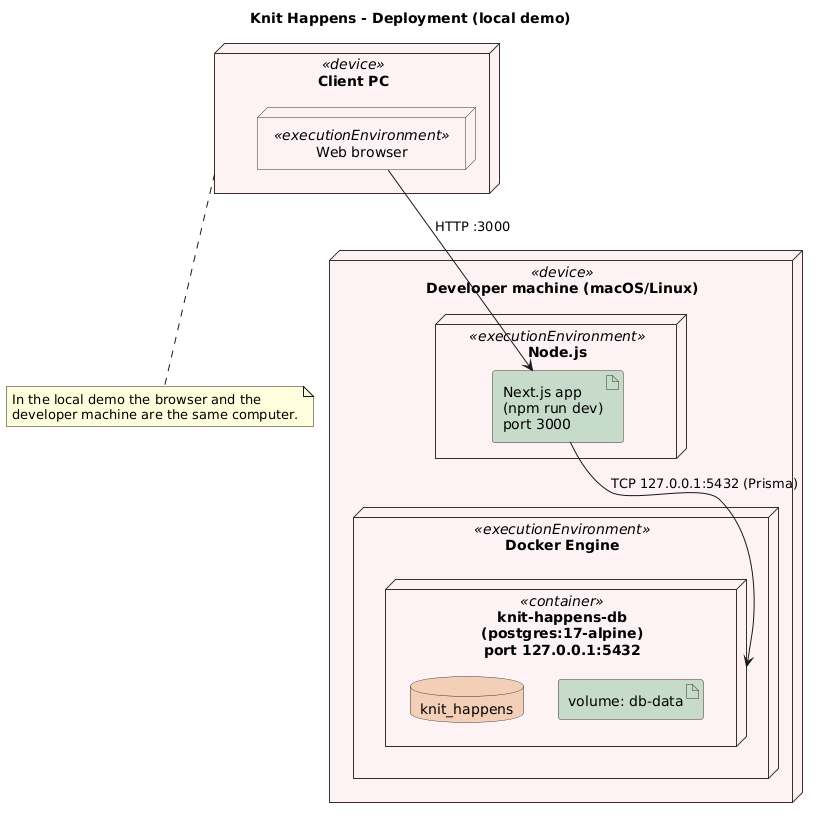 Knit Happens - Deployment (local demo)
«device»
Client PC
«executionEnvironment»
Web browser
HTTP :3000
«device»
Developer machine (macOS/Linux)
«executionEnvironment»
Node.js
Next.js app
(npm run dev)
port 3000
In the local demo the browser and the
developer machine are the same computer.
TCP 127.0.0.1:5432 (Prisma)
«executionEnvironment»
Docker Engine
«container»
knit-happens-db
(postgres:17-alpine)
port 127.0.0.1:5432
knit_happens
volume: db-data